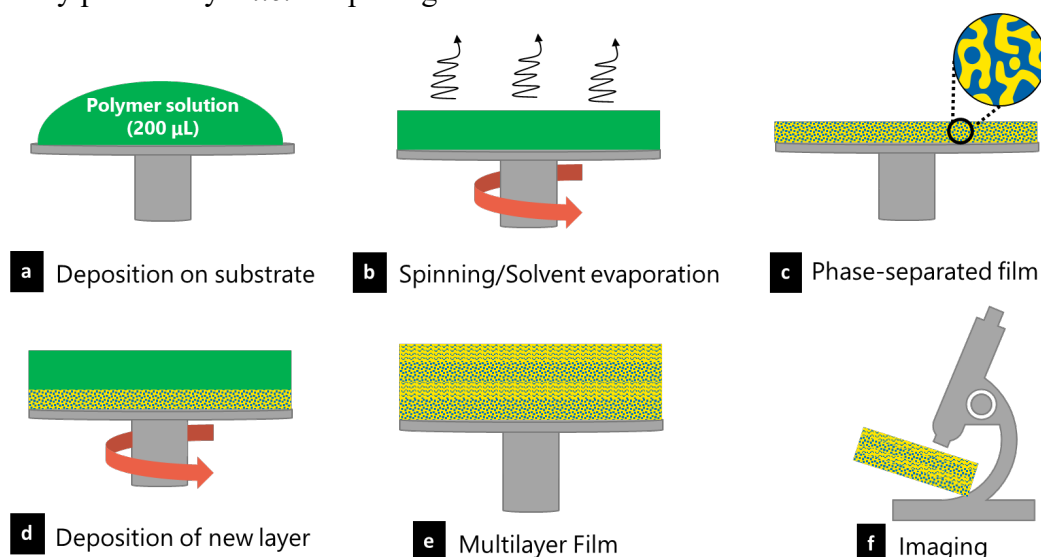 Polymer solution
(200 µL)
a Deposition on substrate
b Spinning/Solvent evaporation
c Phase-separated film
d Deposition of new layer
e Multilayer Film
f Imaging